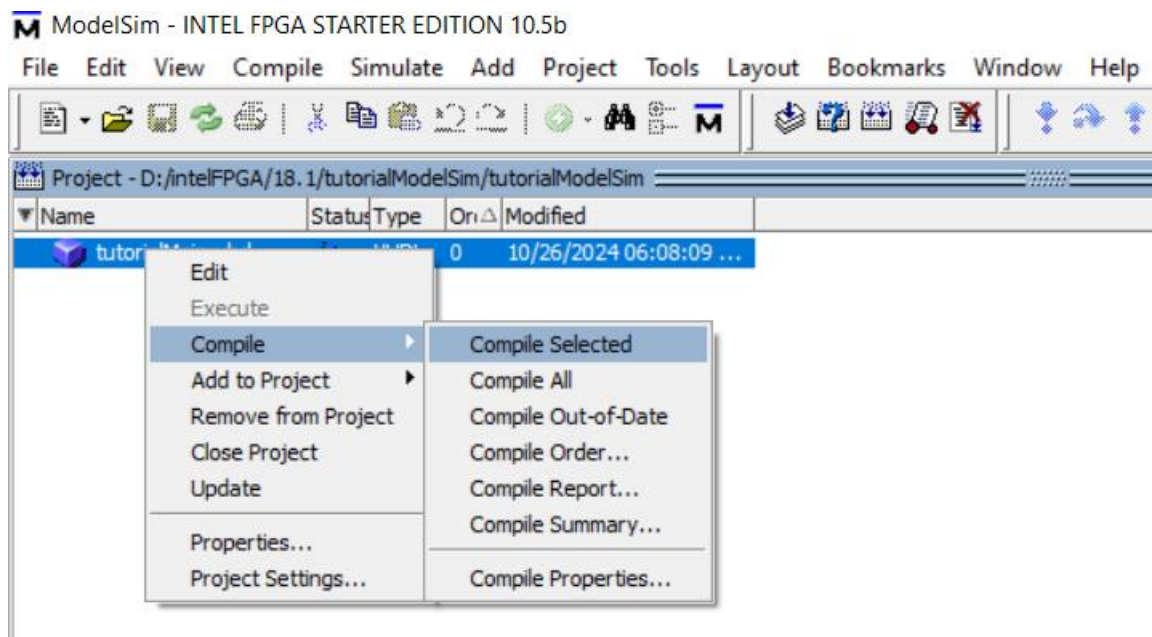 ModelSim - INTEL FPGA STARTER EDITION 10.5b
File Edit View Compile Simulate Add Project Tools Layout Bookmarks Window Help
Project - D:/intelFPGA/18.1/tutorialModelSim/tutorialModelSim
Name Status Type Modified
0 10/26/2024 06:08:09 ...
Edit
Execute
Compile
Add to Project
Remove from Project
Close Project
Update
Properties...
Project Settings...
Compile Selected
Compile All
Compile Out-of-Date
Compile Order...
Compile Report...
Compile Summary...
Compile Properties...